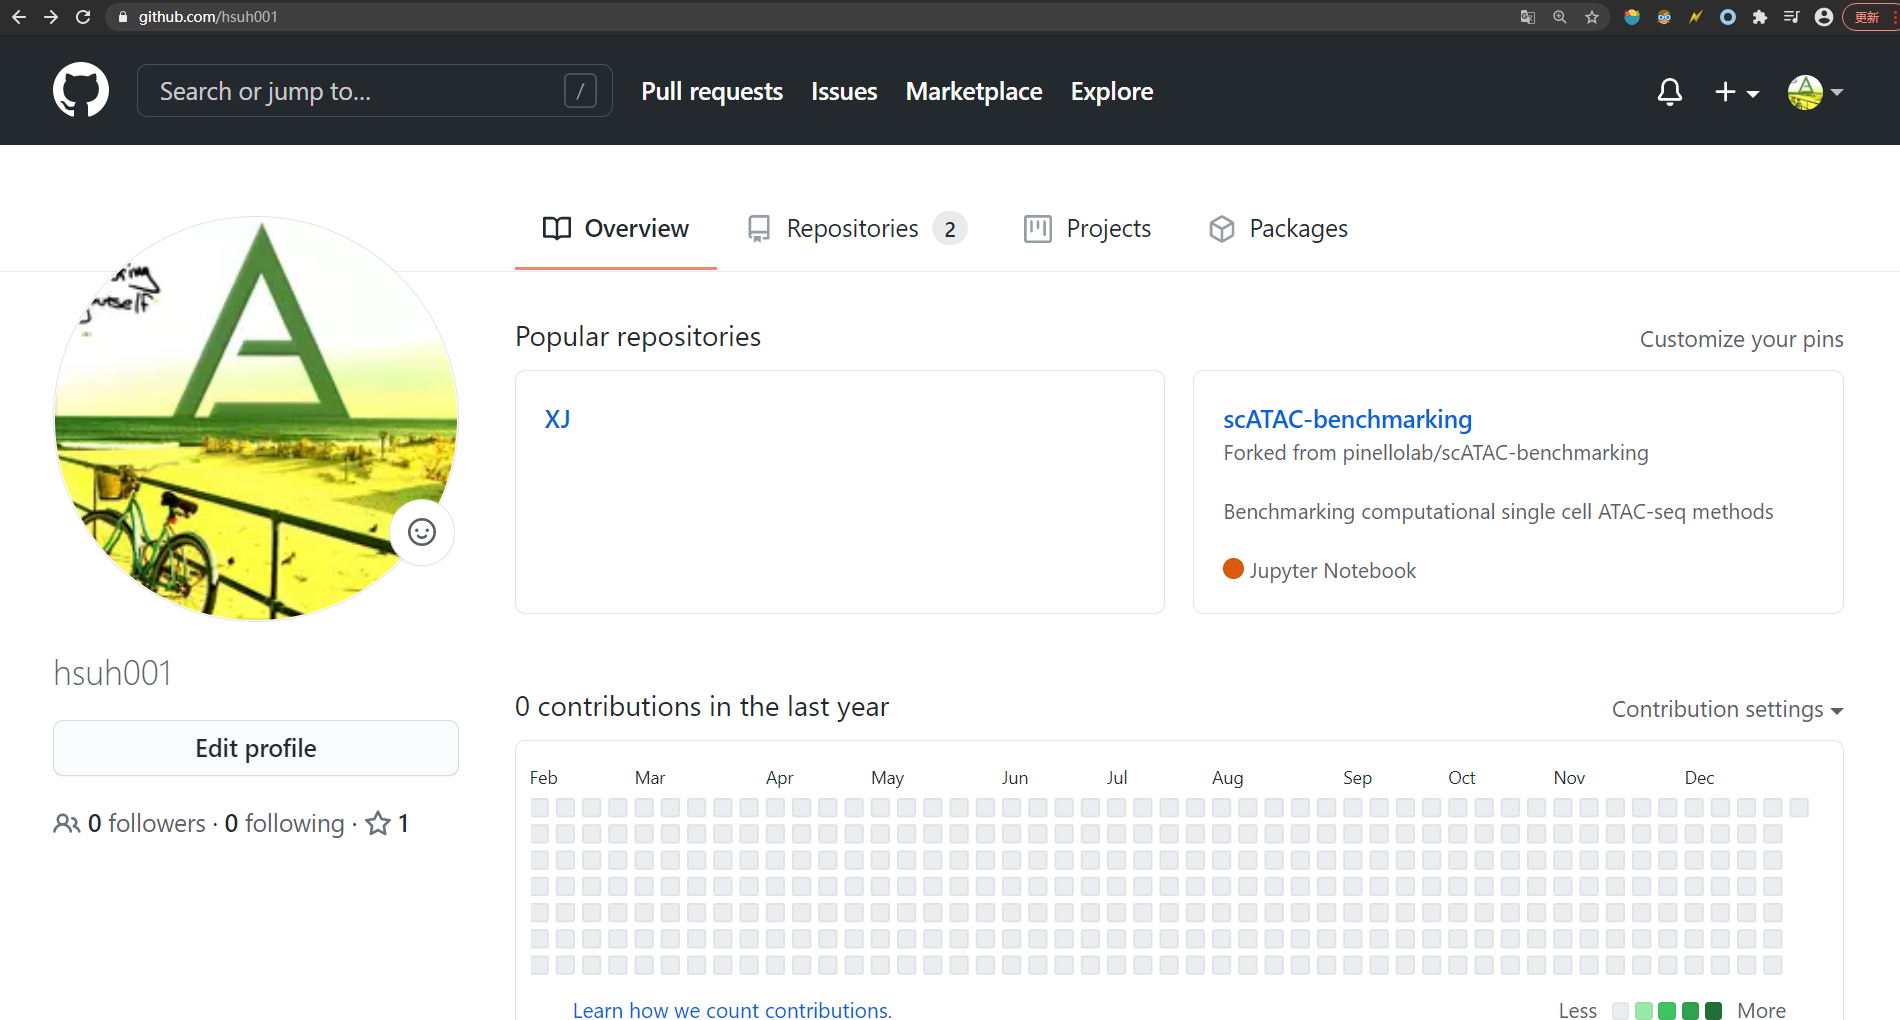 github.com/hsuh001
更新
Search or jump to...
/
Pull requests
Issues
Marketplace
Explore
Overview
Repositories 2
Projects
Packages
Popular repositories
Customize your pins
XJ
scATAC-benchmarking
Forked from pinellolab/scATAC-benchmarking
Benchmarking computational single cell ATAC-seq methods
Jupyter Notebook
hsuh001
Edit profile
0 followers · 0 following · 1
0 contributions in the last year
Contribution settings
Feb Mar Apr May Jun Jul Aug Sep Oct Nov Dec
Learn how we count contributions.
Less
More